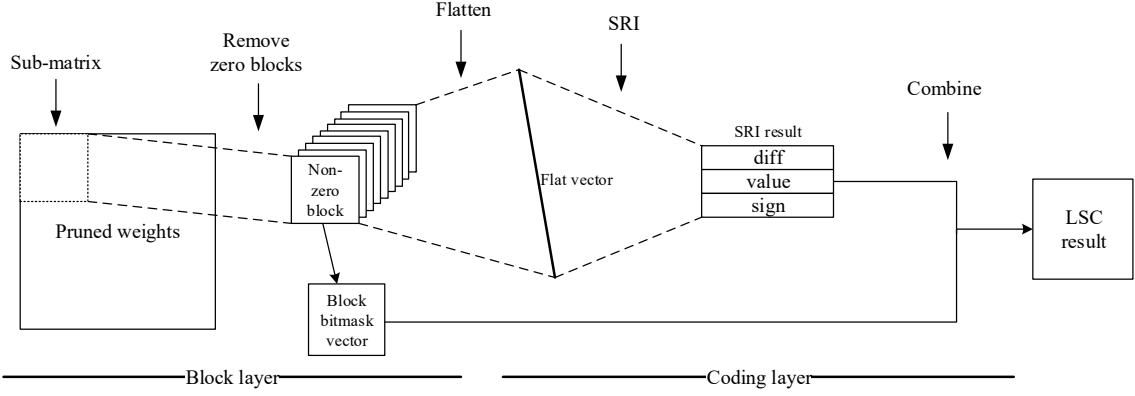 Flatten
SRI
Remove
zero blocks
Sub-matrix
Combine
SRI result
diff
value
sign
Non-
zero
block
Flat vector
Pruned weights
LSC
result
Block
bitmask
vector
Block layer
Coding layer